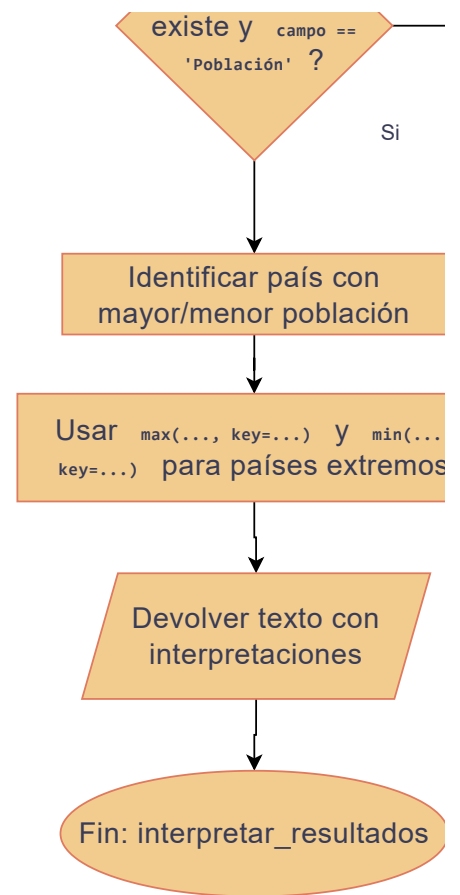 existe y campo ==
'Población' ?
Si
Identificar país con
mayor/menor población
Usar max(..., key=...) y min(...
key=...) para países extremos
Devolver texto con
interpretaciones
Fin: interpretar_resultados